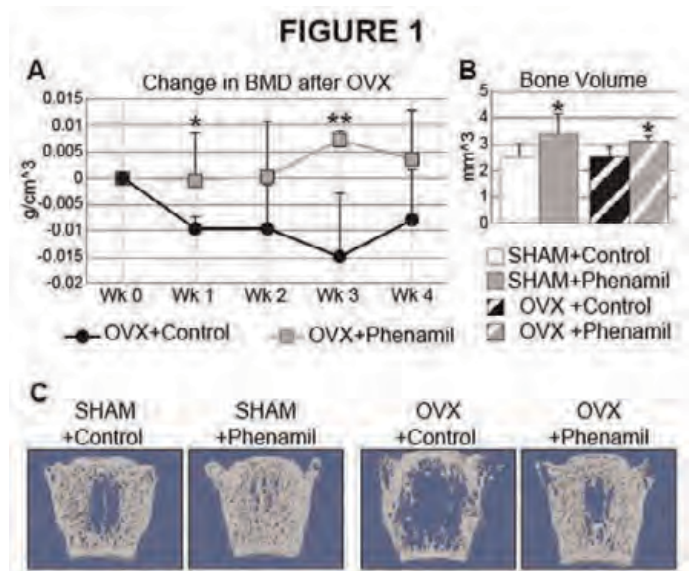 FIGURE 1
A
Change in BMD after OVX
0.015
0.01
0.005
0
-0.005
-0.01
-0.015
-0.02
g/cm^3
*
**
Wk 0 Wk 1 Wk 2 Wk 3 Wk 4
OVX+Control OVX+Phenamil
B
Bone Volume
5
4
3
2
1
0
mm^3
*
*
SHAM+Control
SHAM+Phenamil
OVX +Control
OVX +Phenamil
C
SHAM SHAM OVX OVX
+Control +Phenamil +Control +Phenamil